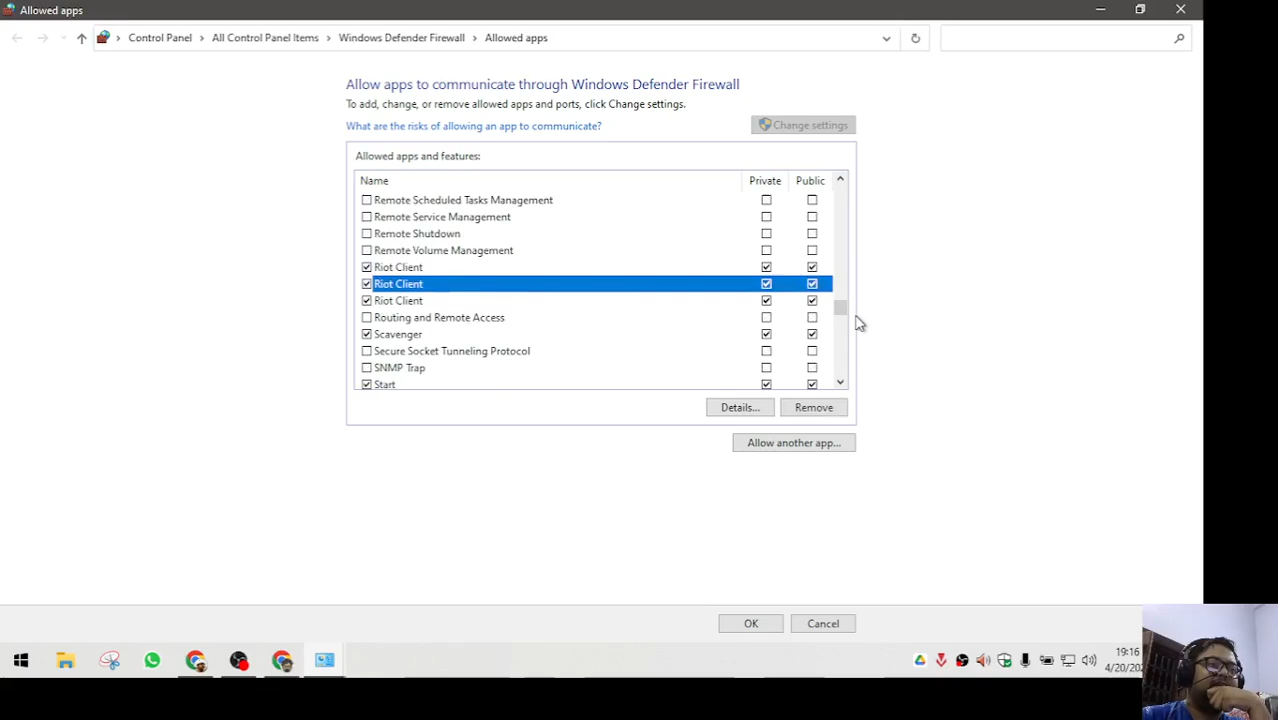 Allowed apps
Control Panel > All Control Panel Items > Windows Defender Firewall > Allowed apps
Allow apps to communicate through Windows Defender Firewall
To add, change, or remove allowed apps and ports, click Change settings.
What are the risks of allowing an app to communicate?
Change settings
Allowed apps and features:
Name Private Public
Remote Scheduled Tasks Management
Remote Service Management
Remote Shutdown
Remote Volume Management
Riot Client
Riot Client
Riot Client
Routing and Remote Access
Scavenger
Secure Socket Tunneling Protocol
SNMP Trap
Start
Details... Remove
Allow another app...
OK Cancel
19:16